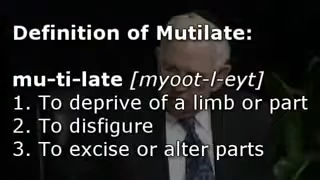 Definition of Mutilate:
mu-ti-late [myoot-l-eyt]
1. To deprive of a limb or part
2. To disfigure
3. To excise or alter parts